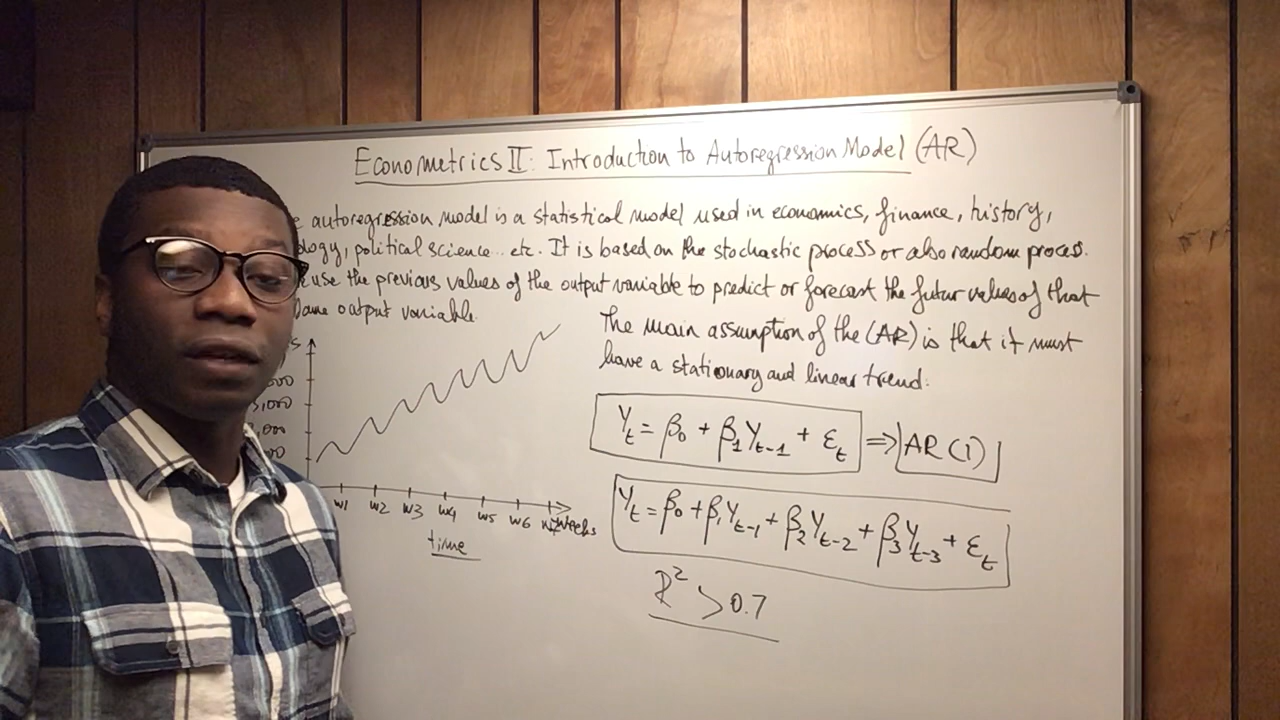 Econometrics II: Introduction to Autoregression Model (AR)
autoregression model is a statistical model used in economics, finance, history,
ology, political science... etc. It is based on the stochastic process or also random proces.
use the previous values of the output variable to predict or forecast the futur values of that
ame output variable.
The main assumption of the (AR) is that it must
have a stationary and linear trend.
Yt = β0 + β1Yt-1 + εt ⇒ AR(1)
Yt = β0 + β1Yt-1 + β2Yt-2 + β3Yt-3 + εt
R² > 0.7
w1 w2 w3 w4 w5 w6 weeks
time